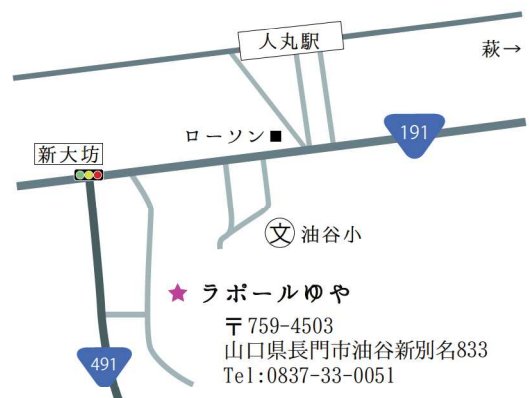 人丸駅
萩→
191
ローソン■
新大坊
文 油谷小
★ ラポールゆや
〒759-4503
山口県長門市油谷新別名833
Tel:0837-33-0051
491